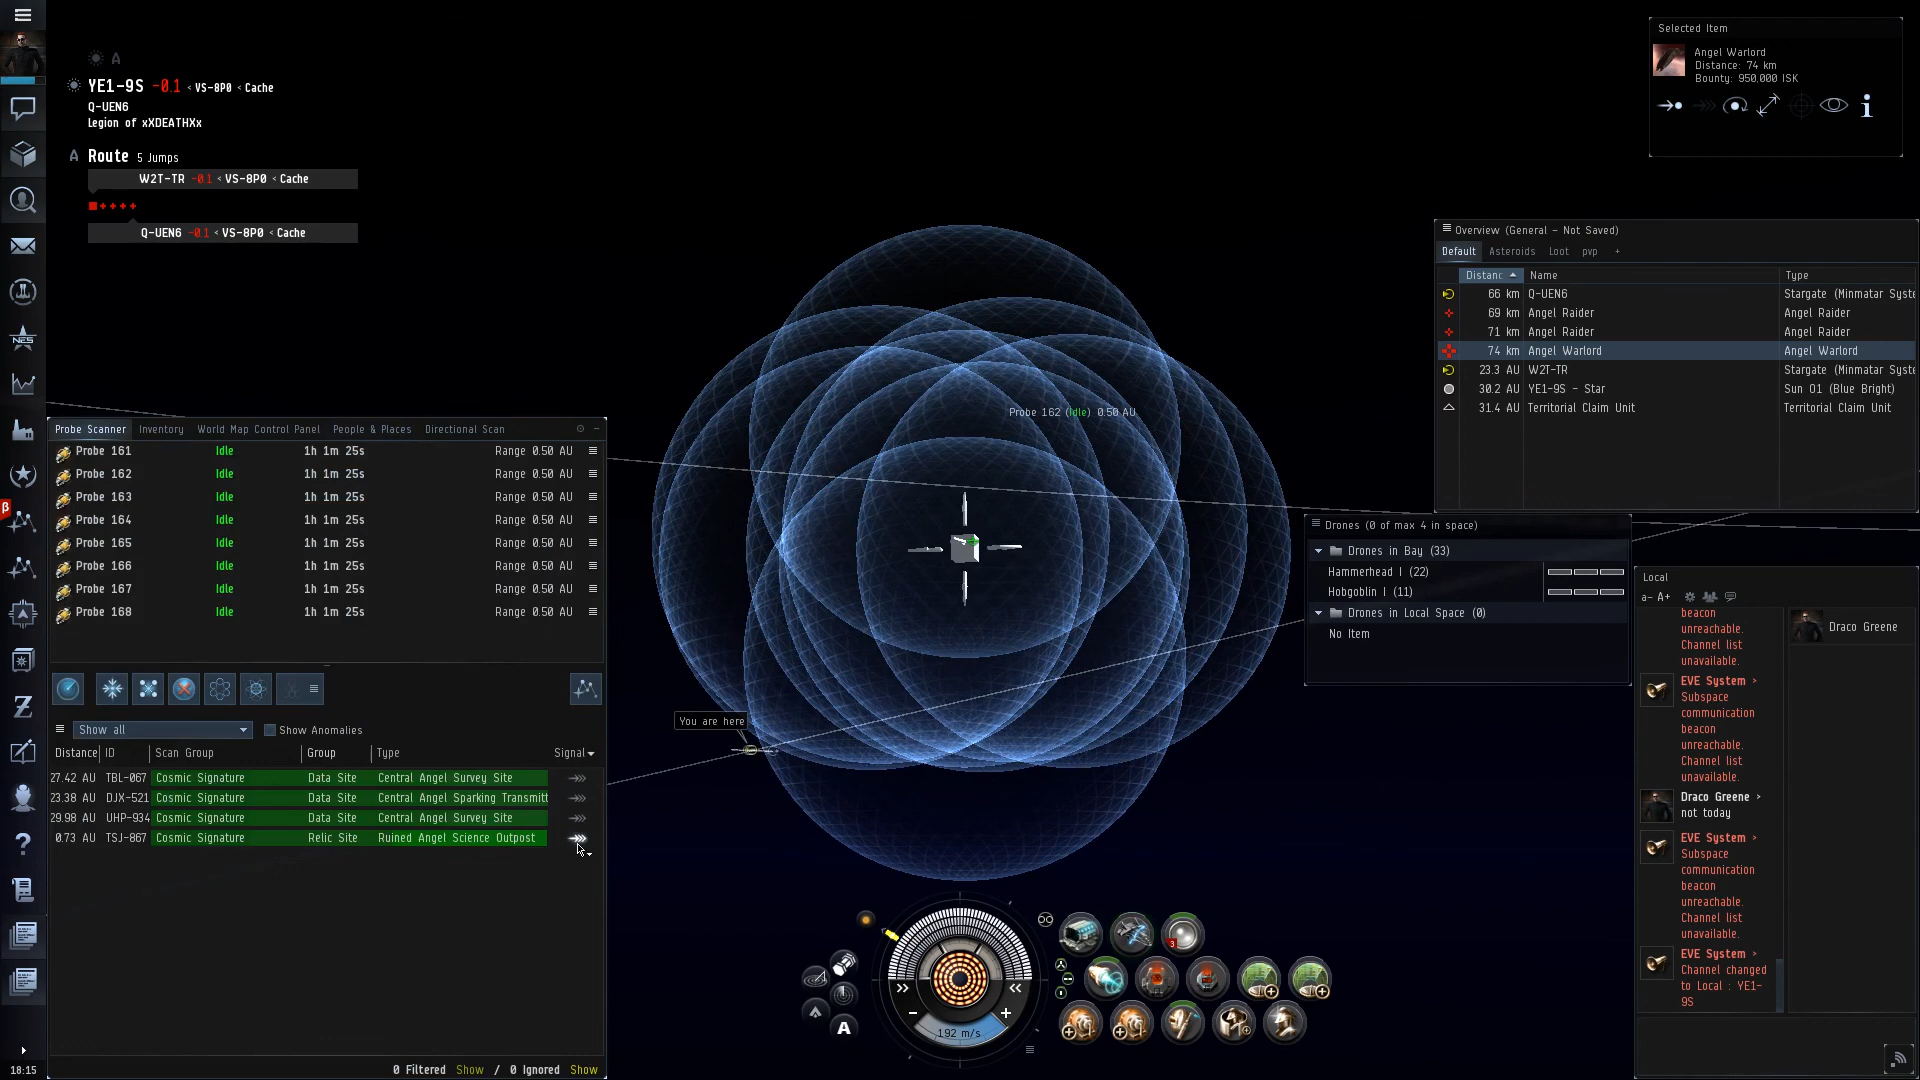 A
YE1-9S -0.1 < VS-8P0 < Cache
Q-UEN6
Legion of xXDEATHXx
Route 5 Jumps
W2T-TR -0.1 < VS-8P0 < Cache
Q-UEN6 -0.1 < VS-8P0 < Cache
Selected Item
Angel Warlord
Distance: 74 km
Bounty: 950,000 ISK
Overview (General - Not Saved)
Default Asteroids Loot pvp +
Distanc Name Type
66 km Q-UEN6 Stargate (Minmatar Syste
69 km Angel Raider Angel Raider
71 km Angel Raider Angel Raider
74 km Angel Warlord Angel Warlord
23.3 AU W2T-TR Stargate (Minmatar Syste
30.2 AU YE1-9S - Star Sun O1 (Blue Bright)
31.4 AU Territorial Claim Unit Territorial Claim Unit
Probe 162 (Idle) 0.50 AU
You are here
Probe Scanner Inventory World Map Control Panel People & Places Directional Scan
Probe 161 Idle 1h 1m 25s Range 0.50 AU
Probe 162 Idle 1h 1m 25s Range 0.50 AU
Probe 163 Idle 1h 1m 25s Range 0.50 AU
Probe 164 Idle 1h 1m 25s Range 0.50 AU
Probe 165 Idle 1h 1m 25s Range 0.50 AU
Probe 166 Idle 1h 1m 25s Range 0.50 AU
Probe 167 Idle 1h 1m 25s Range 0.50 AU
Probe 168 Idle 1h 1m 25s Range 0.50 AU
Show all Show Anomalies
Distance ID Scan Group Group Type Signal
27.42 AU TBL-067 Cosmic Signature Data Site Central Angel Survey Site
23.38 AU DJX-521 Cosmic Signature Data Site Central Angel Sparking Transmitt
29.98 AU UHP-934 Cosmic Signature Data Site Central Angel Survey Site
0.73 AU TSJ-867 Cosmic Signature Relic Site Ruined Angel Science Outpost
0 Filtered Show / 0 Ignored Show
Drones (0 of max 4 in space)
Drones in Bay (33)
Hammerhead I (22)
Hobgoblin I (11)
Drones in Local Space (0)
No Item
Local
a- A+
beacon
unreachable.
Channel list
unavailable.
EVE System >
Subspace
communication
beacon
unreachable.
Channel list
unavailable.
Draco Greene >
not today
EVE System >
Subspace
communication
beacon
unreachable.
Channel list
unavailable.
EVE System >
Channel changed
to Local : YE1-
9S
Draco Greene
192 m/s
A
3
NES
β
18:15